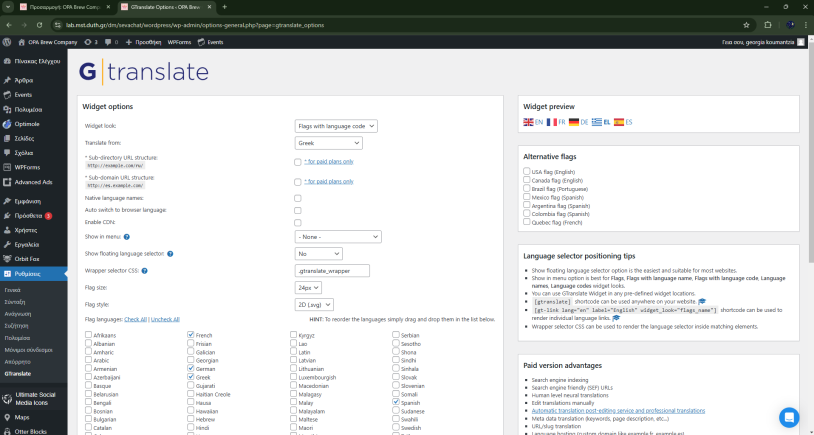 Προσαρμογή: OPA Brew Comp
GTranslate Options - OPA Brew
lab.mst.duth.gr/dm/sevachat/wordpress/wp-admin/options-general.php?page=gtranslate_options
OPA Brew Company
3
0
Προσθήκη
WPForms
Events
Γεια σου, georgia koumantzia
Πίνακας Ελέγχου
Άρθρα
Events
Πολυμέσα
Optimole
Σελίδες
Σχόλια
WPForms
Advanced Ads
Εμφάνιση
Πρόσθετα
Χρήστες
Εργαλεία
Orbit Fox
Ρυθμίσεις
Γενικά
Σύνταξη
Ανάγνωση
Συζήτηση
Πολυμέσα
Μόνιμοι σύνδεσμοι
Απόρρητο
GTranslate
Ultimate Social
Media Icons
Maps
Otter Blocks
G translate
Widget options
Widget look:
Flags with language code
Translate from:
Greek
* Sub-directory URL structure:
http://example.com/ru/
* for paid plans only
* Sub-domain URL structure:
http://es.example.com/
* for paid plans only
Native language names:
Auto switch to browser language:
Enable CDN:
Show in menu:
- None -
Show floating language selector:
No
Wrapper selector CSS:
.gtranslate_wrapper
Flag size:
24px
Flag style:
2D (.svg)
Flag languages: Check All | Uncheck All
HINT: To reorder the languages simply drag and drop them in the list below.
Afrikaans
Albanian
Amharic
Arabic
Armenian
Azerbaijani
Basque
Belarusian
Bengali
Bosnian
Bulgarian
Catalan
French
Frisian
Galician
Georgian
German
Greek
Gujarati
Haitian Creole
Hausa
Hawaiian
Hebrew
Hindi
Kyrgyz
Lao
Latin
Latvian
Lithuanian
Luxembourgish
Macedonian
Malagasy
Malay
Malayalam
Maltese
Maori
Serbian
Sesotho
Shona
Sindhi
Sinhala
Slovak
Slovenian
Somali
Spanish
Sudanese
Swahili
Swedish
Widget preview
EN FR DE EL ES
Alternative flags
USA flag (English)
Canada flag (English)
Brazil flag (Portuguese)
Mexico flag (Spanish)
Argentina flag (Spanish)
Colombia flag (Spanish)
Quebec flag (French)
Language selector positioning tips
Show floating language selector option is the easiest and suitable for most websites.
Show in menu option is best for Flags, Flags with language name, Flags with language code, Language
names, Language codes widget looks.
You can use GTranslate Widget in any pre-defined widget locations.
[gtranslate] shortcode can be used anywhere on your website.
[gt-link lang="en" label="English" widget_look="flags_name"] shortcode can be used to
render individual language links.
Wrapper selector CSS can be used to render the language selector inside matching elements.
Paid version advantages
Search engine indexing
Search engine friendly (SEF) URLs
Human level neural translations
Edit translations manually
Automatic translation post-editing service and professional translations
Meta data translation (keywords, page description, etc...)
URL/slug translation
Language hosting (custom domain like example.fr, example.es)